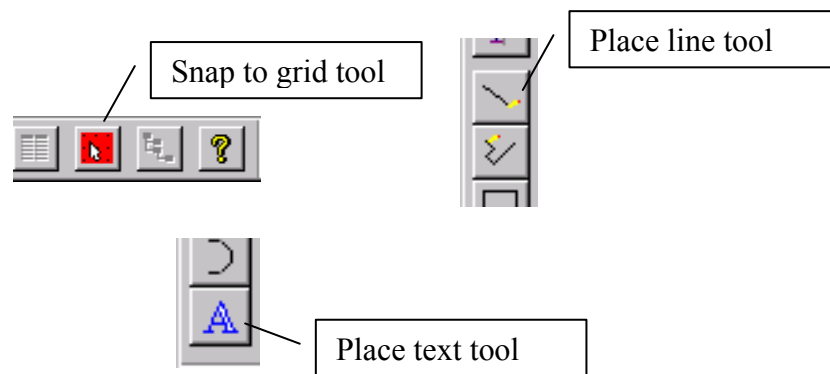 Place line tool
Snap to grid tool
?
A
Place text tool